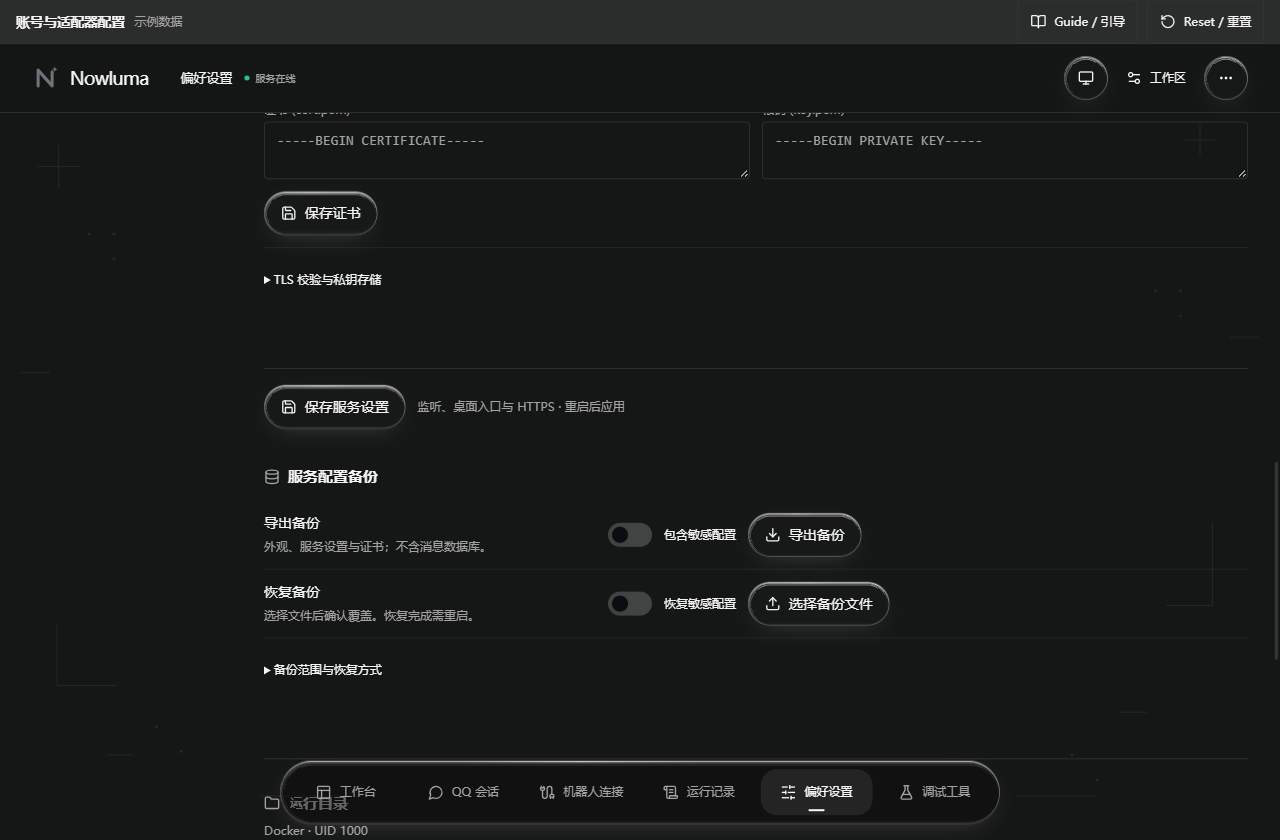 账号与适配器配置 示例数据 Guide / 引导 Reset / 重置
Nowluma 偏好设置 服务在线 工作区
-----BEGIN CERTIFICATE----- -----BEGIN PRIVATE KEY-----
保存证书
TLS 校验与私钥存储
保存服务设置 监听、桌面入口与 HTTPS · 重启后应用
服务配置备份
导出备份
外观、服务设置与证书；不含消息数据库。
包含敏感配置 导出备份
恢复备份
选择文件后确认覆盖。恢复完成需重启。
恢复敏感配置 选择备份文件
备份范围与恢复方式
工作台 QQ 会话 机器人连接 运行记录 偏好设置 调试工具
运行目录
Docker · UID 1000